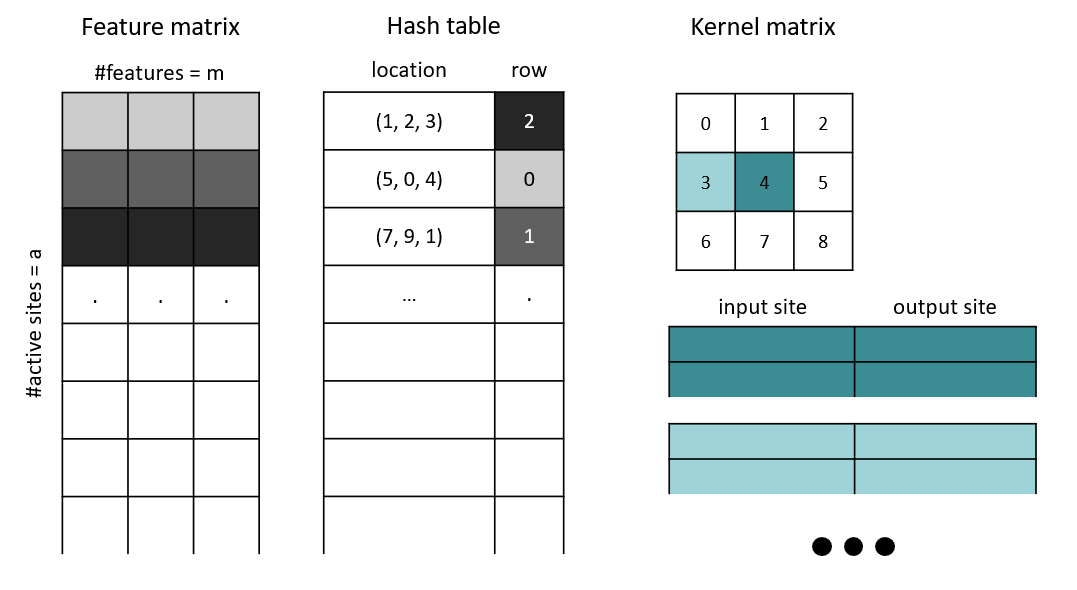 Feature matrix
#features = m
#active sites = a
. . .
Hash table
location row
(1, 2, 3) 2
(5, 0, 4) 0
(7, 9, 1) 1
... .
Kernel matrix
0 1 2
3 4 5
6 7 8
input site output site